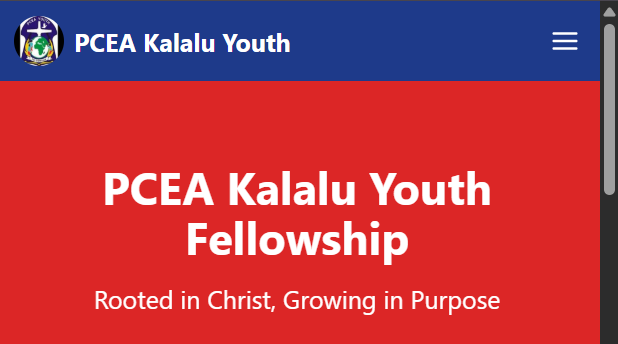 PCEA Kalalu Youth
PCEA Kalalu Youth
Fellowship
Rooted in Christ, Growing in Purpose